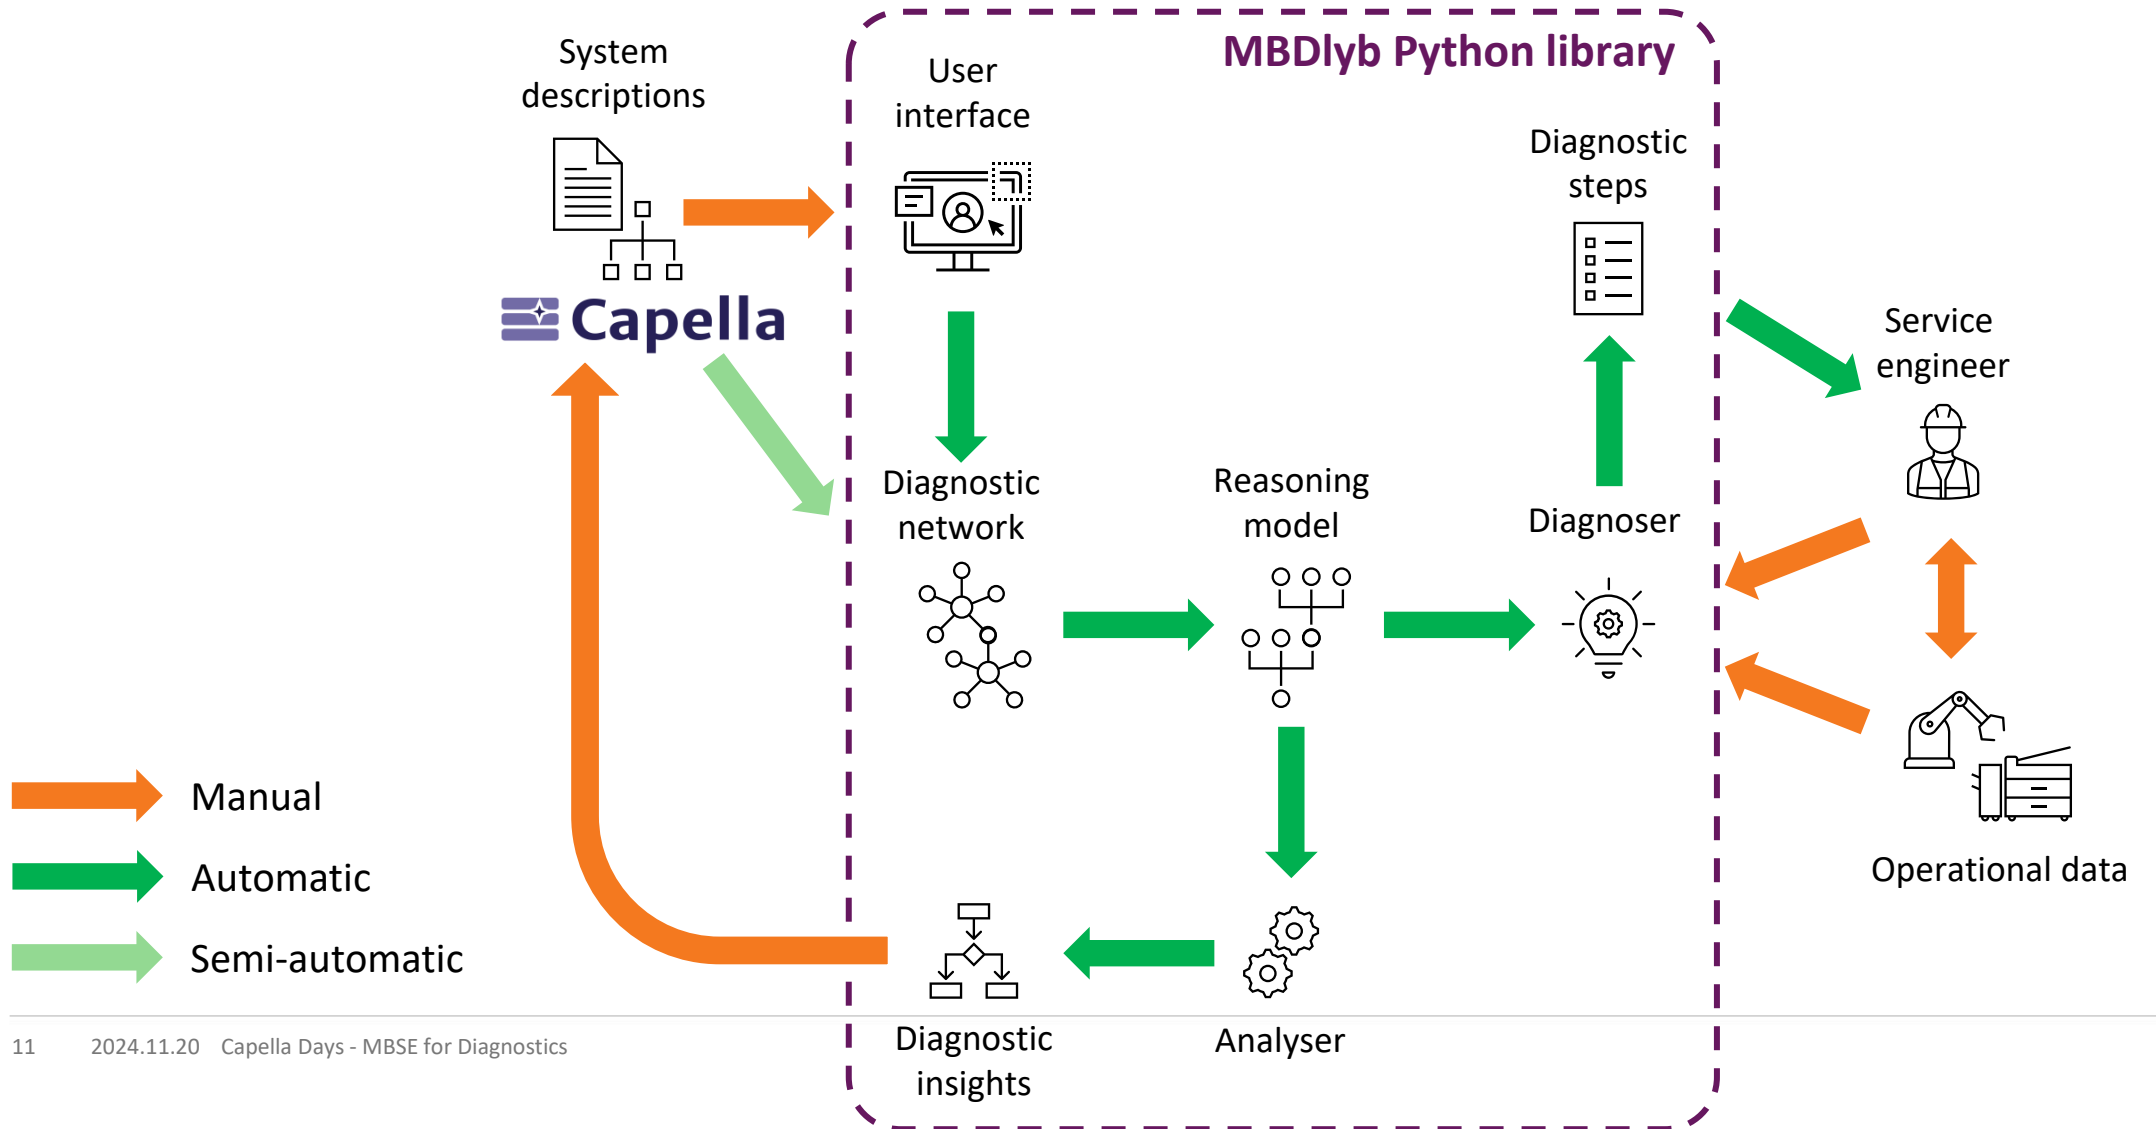 MBDlyb Python library
System
descriptions
User
interface
Diagnostic
steps
Capella
Service
engineer
Diagnostic
network
Reasoning
model
Diagnoser
Manual
Automatic
Semi-automatic
Operational data
Diagnostic
insights
Analyser
11 2024.11.20 Capella Days - MBSE for Diagnostics